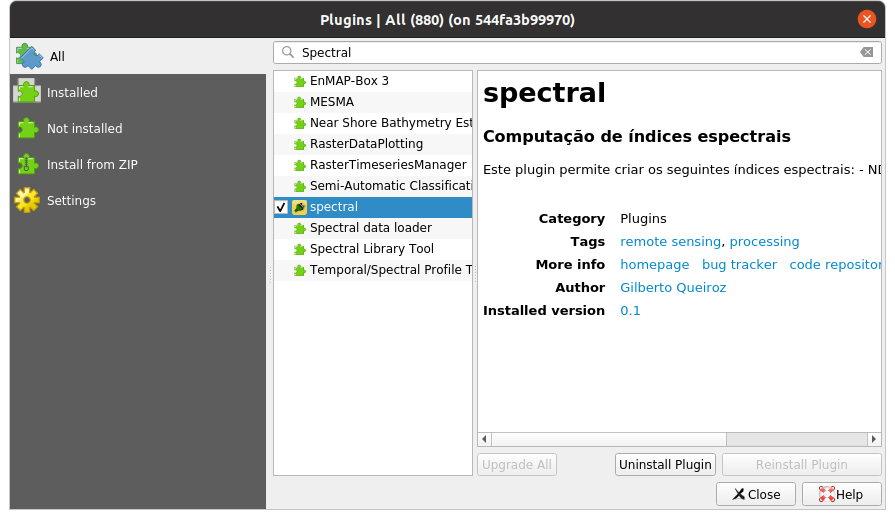 Plugins | All (880) (on 544fa3b99970)
All
Installed
Not installed
Install from ZIP
Settings
Spectral
EnMAP-Box 3
MESMA
Near Shore Bathymetry Est
RasterDataPlotting
RasterTimeseriesManager
Semi-Automatic Classificati
spectral
Spectral data loader
Spectral Library Tool
Temporal/Spectral Profile T
spectral
Computação de índices espectrais
Este plugin permite criar os seguintes índices espectrais: - ND
Category Plugins
Tags remote sensing, processing
More info homepage bug tracker code repositor
Author Gilberto Queiroz
Installed version 0.1
Upgrade All Uninstall Plugin Reinstall Plugin
Close Help